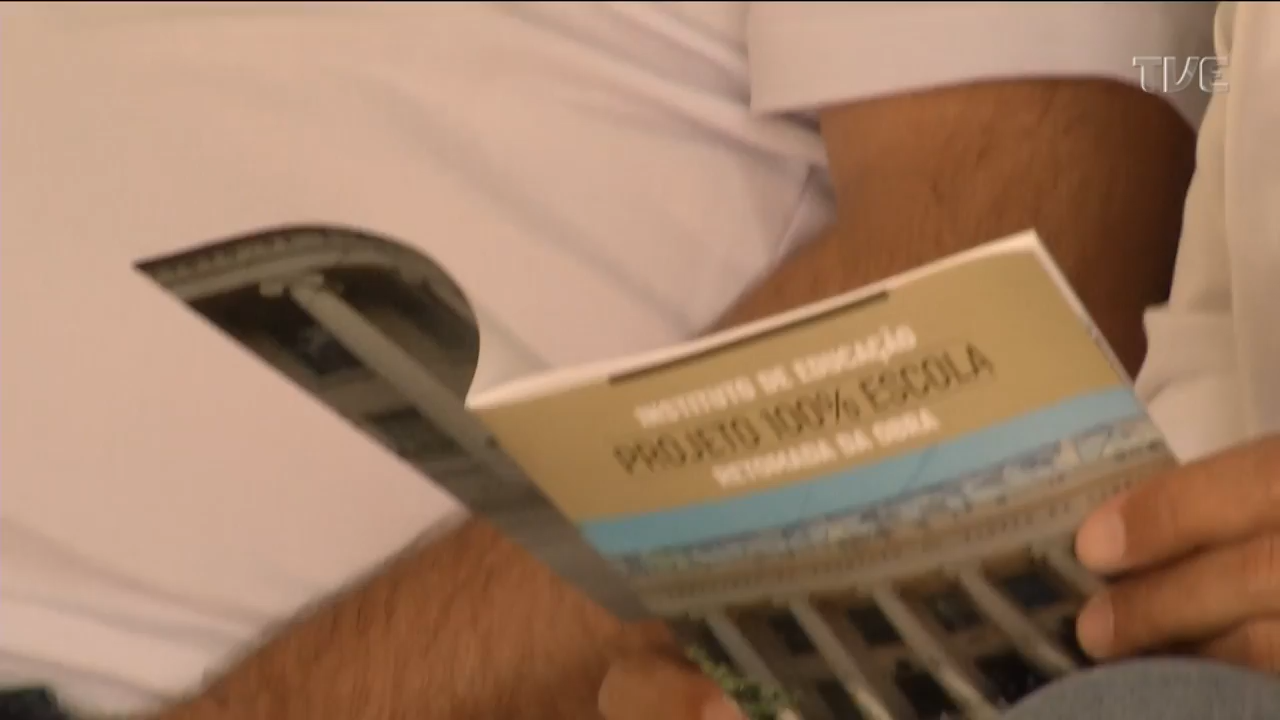 TVE
INSTITUTO DE EDUCAÇÃO
PROJETO 100% ESCOLA
RETOMADA DA OBRA